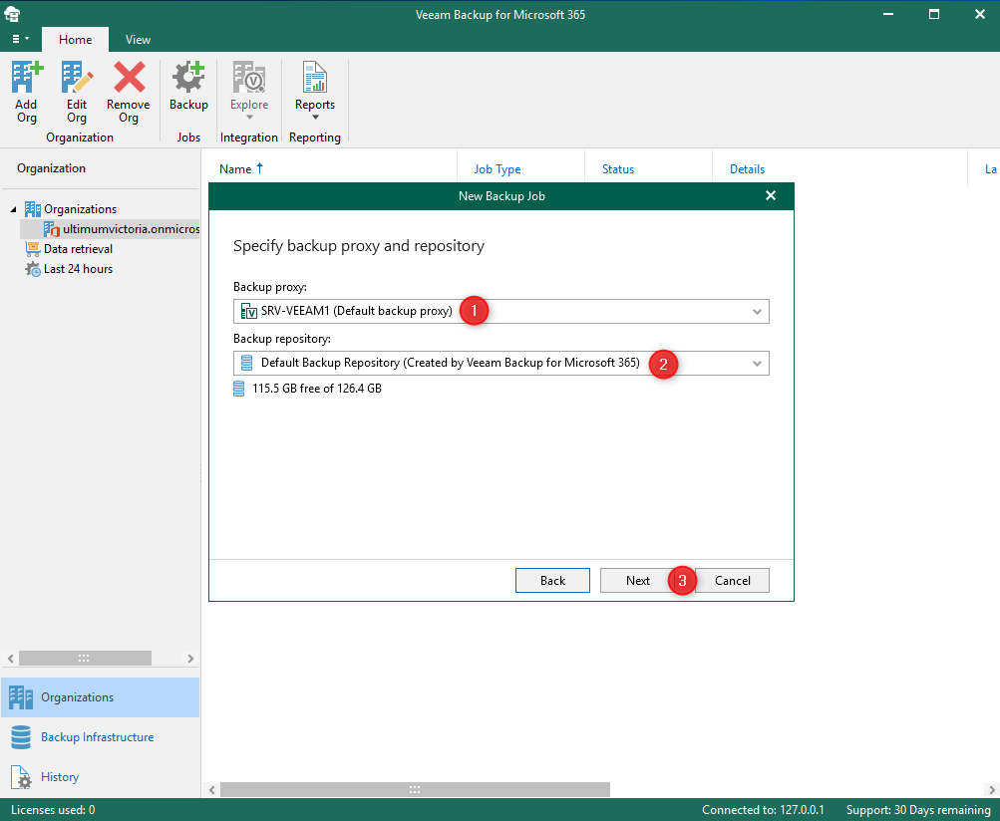 Veeam Backup for Microsoft 365
Home View
Add Org
Edit Org
Remove Org
Backup
Explore
Reports
Organization Jobs Integration Reporting
Organization
Organizations
ultimumvictoria.onmicros
Data retrieval
Last 24 hours
Name Job Type Status Details La
New Backup Job
Specify backup proxy and repository
Backup proxy:
SRV-VEEAM1 (Default backup proxy) 1
Backup repository:
Default Backup Repository (Created by Veeam Backup for Microsoft 365) 2
115.5 GB free of 126.4 GB
Back Next 3 Cancel
Organizations
Backup Infrastructure
History
Licenses used: 0 Connected to: 127.0.0.1 Support: 30 Days remaining